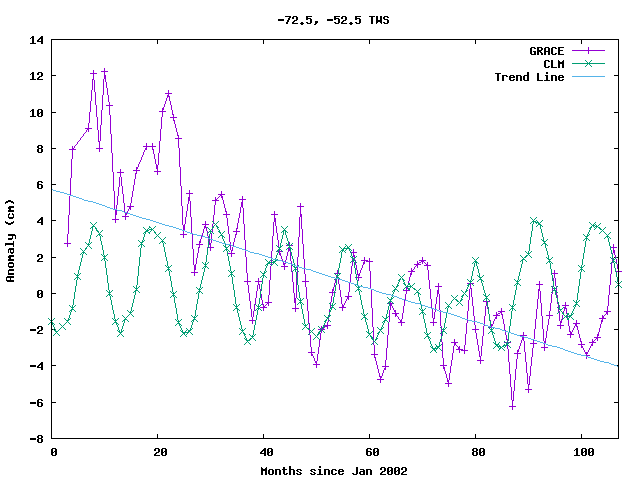 -72.5, -52.5 TWS
GRACE
CLM
Trend Line
14
12
10
8
6
4
2
0
-2
-4
-6
-8
Anomaly (cm)
0 20 40 60 80 100
Months since Jan 2002